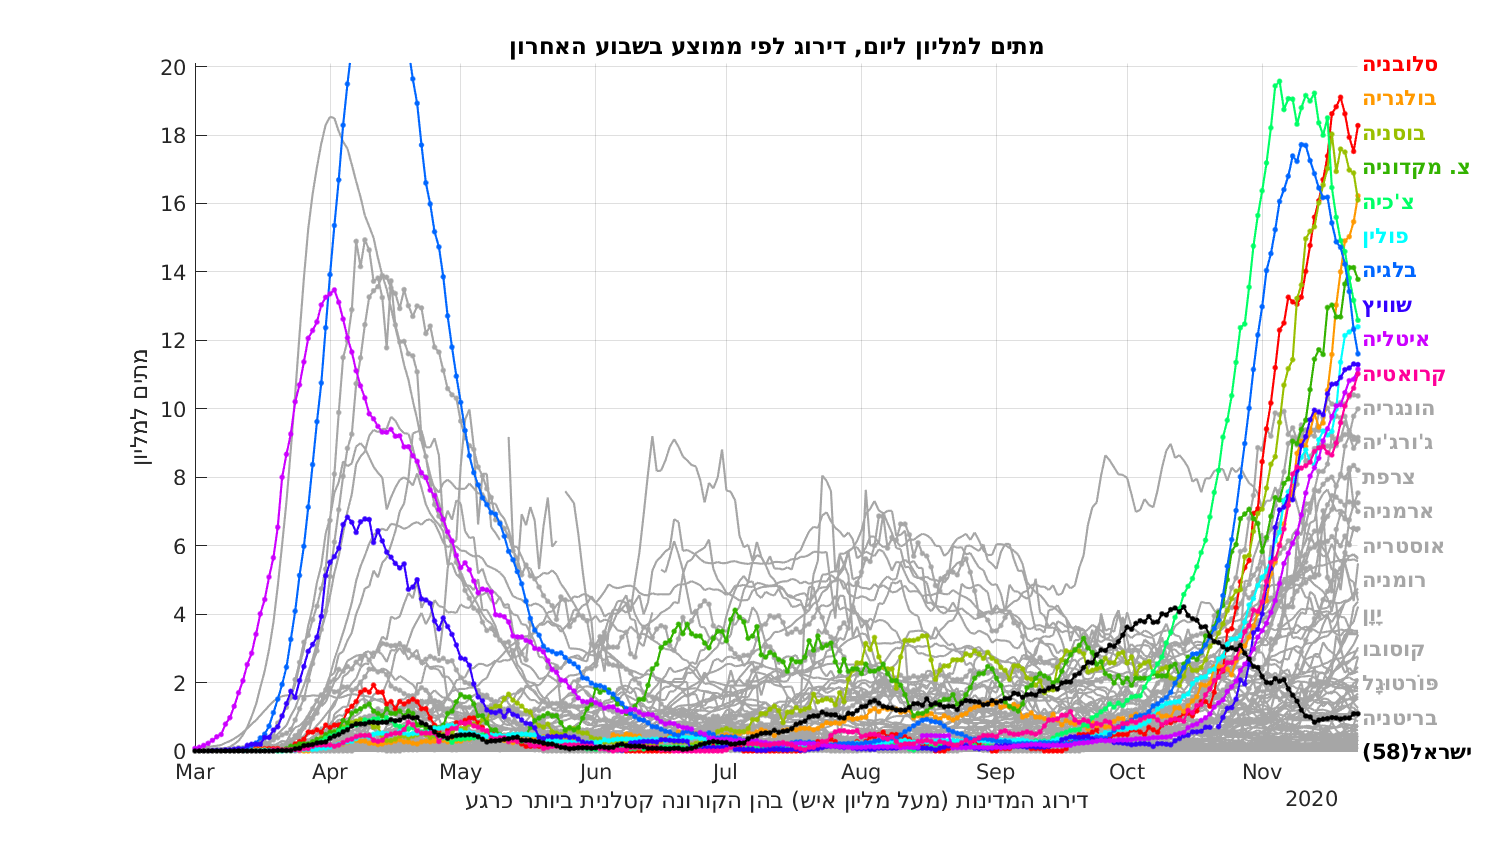 מתים למליון ליום, דירוג לפי ממוצע בשבוע האחרון
מתים למליון
20
18
16
14
12
10
8
6
4
2
0
Mar
Apr
May
Jun
Jul
Aug
Sep
Oct
Nov
2020
דירוג המדינות (מעל מליון איש) בהן הקורונה קטלנית ביותר כרגע
סלובניה
בולגריה
בוסניה
צ. מקדוניה
צ'כיה
פולין
בלגיה
שוויץ
איטליה
קרואטיה
הונגריה
ג'ורג'יה
צרפת
ארמניה
אוסטריה
רומניה
יָוָן
קוסובו
פּוֹרטוּגָל
בריטניה
ישראל(58)